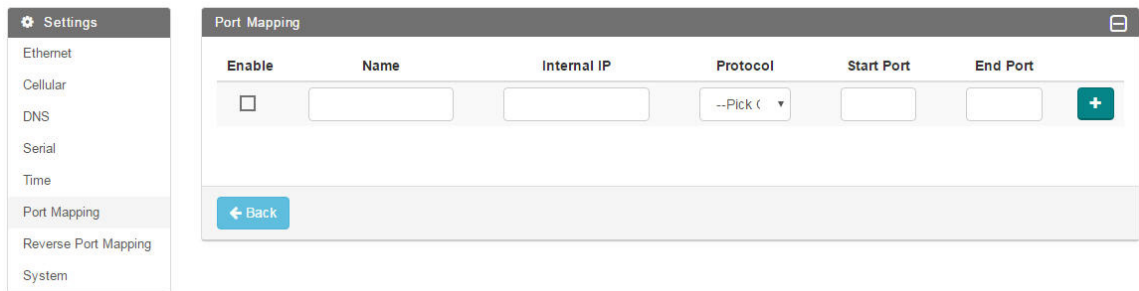 Settings
Ethernet
Cellular
DNS
Serial
Time
Port Mapping
Reverse Port Mapping
System
Port Mapping
Enable Name Internal IP Protocol Start Port End Port
--Pick (
Back